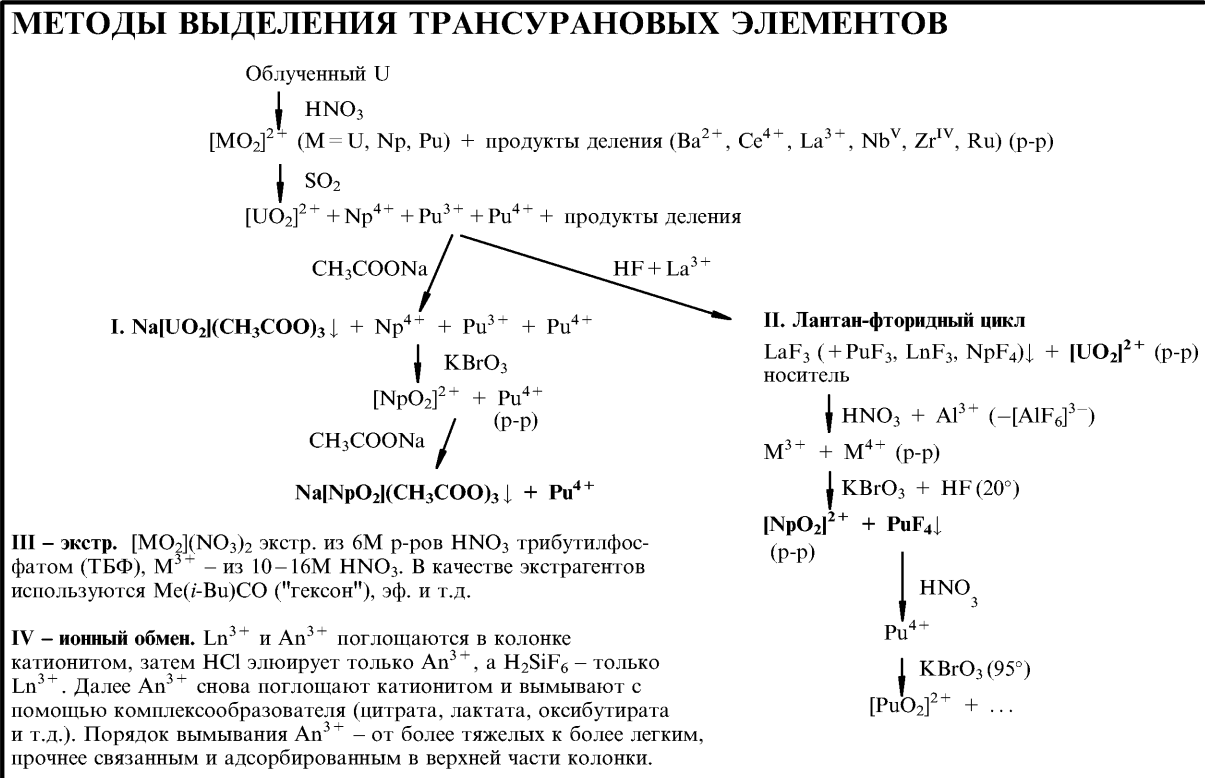 МЕТОДЫ ВЫДЕЛЕНИЯ ТРАНСУРАНОВЫХ ЭЛЕМЕНТОВ
Облученный U
HNO₃
[MO₂]²⁺ (M = U, Np, Pu) + продукты деления (Ba²⁺, Ce⁴⁺, La³⁺, Nbⱽ, Zrᴵⱽ, Ru) (р-р)
SO₂
[UO₂]²⁺ + Np⁴⁺ + Pu³⁺ + Pu⁴⁺ + продукты деления
CH₃COONa
HF + La³⁺
I. Na[UO₂](CH₃COO)₃↓ + Np⁴⁺ + Pu³⁺ + Pu⁴⁺
KBrO₃
[NpO₂]²⁺ + Pu⁴⁺
(р-р)
CH₃COONa
Na[NpO₂](CH₃COO)₃↓ + Pu⁴⁺
II. Лантан-фторидный цикл
LaF₃ (+PuF₃, LnF₃, NpF₄)↓ + [UO₂]²⁺ (р-р)
носитель
HNO₃ + Al³⁺ (–[AlF₆]³⁻)
M³⁺ + M⁴⁺ (р-р)
KBrO₃ + HF (20°)
[NpO₂]²⁺ + PuF₄↓
(р-р)
HNO₃
Pu⁴⁺
KBrO₃ (95°)
[PuO₂]²⁺ + ...
III – экстр. [MO₂](NO₃)₂ экстр. из 6М р-ров HNO₃ трибутилфос-
фатом (ТБФ), M³⁺ – из 10–16М HNO₃. В качестве экстрагентов
используются Me(i-Bu)CO ("гексон"), эф. и т.д.
IV – ионный обмен. Ln³⁺ и An³⁺ поглощаются в колонке
катионитом, затем HCl элюирует только An³⁺, а H₂SiF₆ – только
Ln³⁺. Далее An³⁺ снова поглощают катионитом и вымывают с
помощью комплексообразователя (цитрата, лактата, оксибутирата
и т.д.). Порядок вымывания An³⁺ – от более тяжелых к более легким,
прочнее связанным и адсорбированным в верхней части колонки.